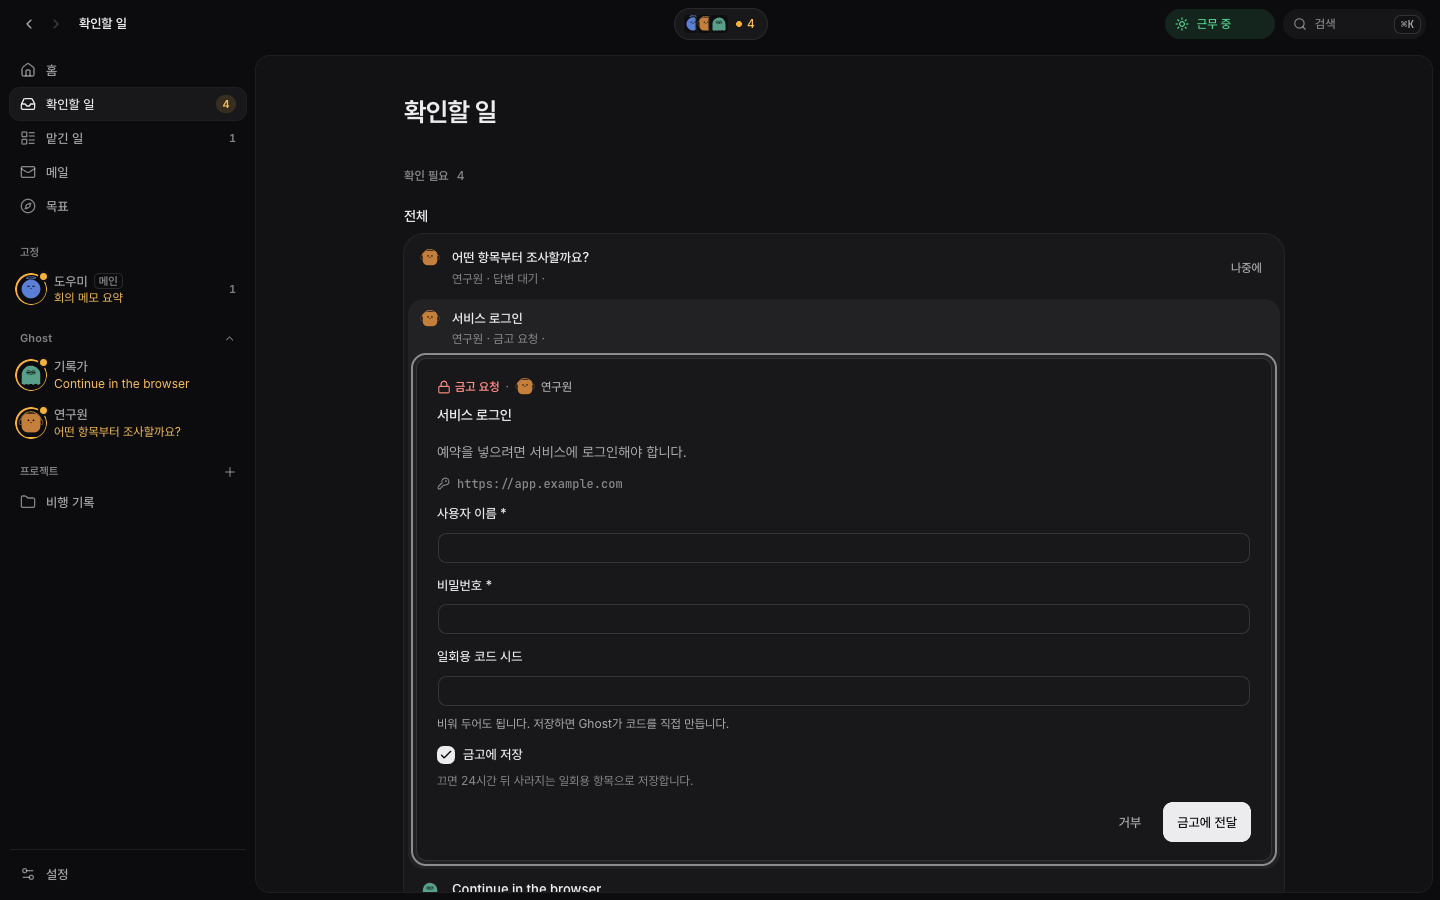 확인할 일
4
근무 중
검색
⌘K
홈
확인할 일
4
맡긴 일
1
메일
목표
고정
도우미
메인
회의 메모 요약
1
Ghost
기록가
Continue in the browser
연구원
어떤 항목부터 조사할까요?
프로젝트
비행 기록
설정
확인할 일
확인 필요 4
전체
어떤 항목부터 조사할까요?
연구원 · 답변 대기 ·
나중에
서비스 로그인
연구원 · 금고 요청 ·
금고 요청 · 연구원
서비스 로그인
예약을 넣으려면 서비스에 로그인해야 합니다.
https://app.example.com
사용자 이름 *
비밀번호 *
일회용 코드 시드
비워 두어도 됩니다. 저장하면 Ghost가 코드를 직접 만듭니다.
금고에 저장
끄면 24시간 뒤 사라지는 일회용 항목으로 저장합니다.
거부
금고에 전달
Continue in the browser